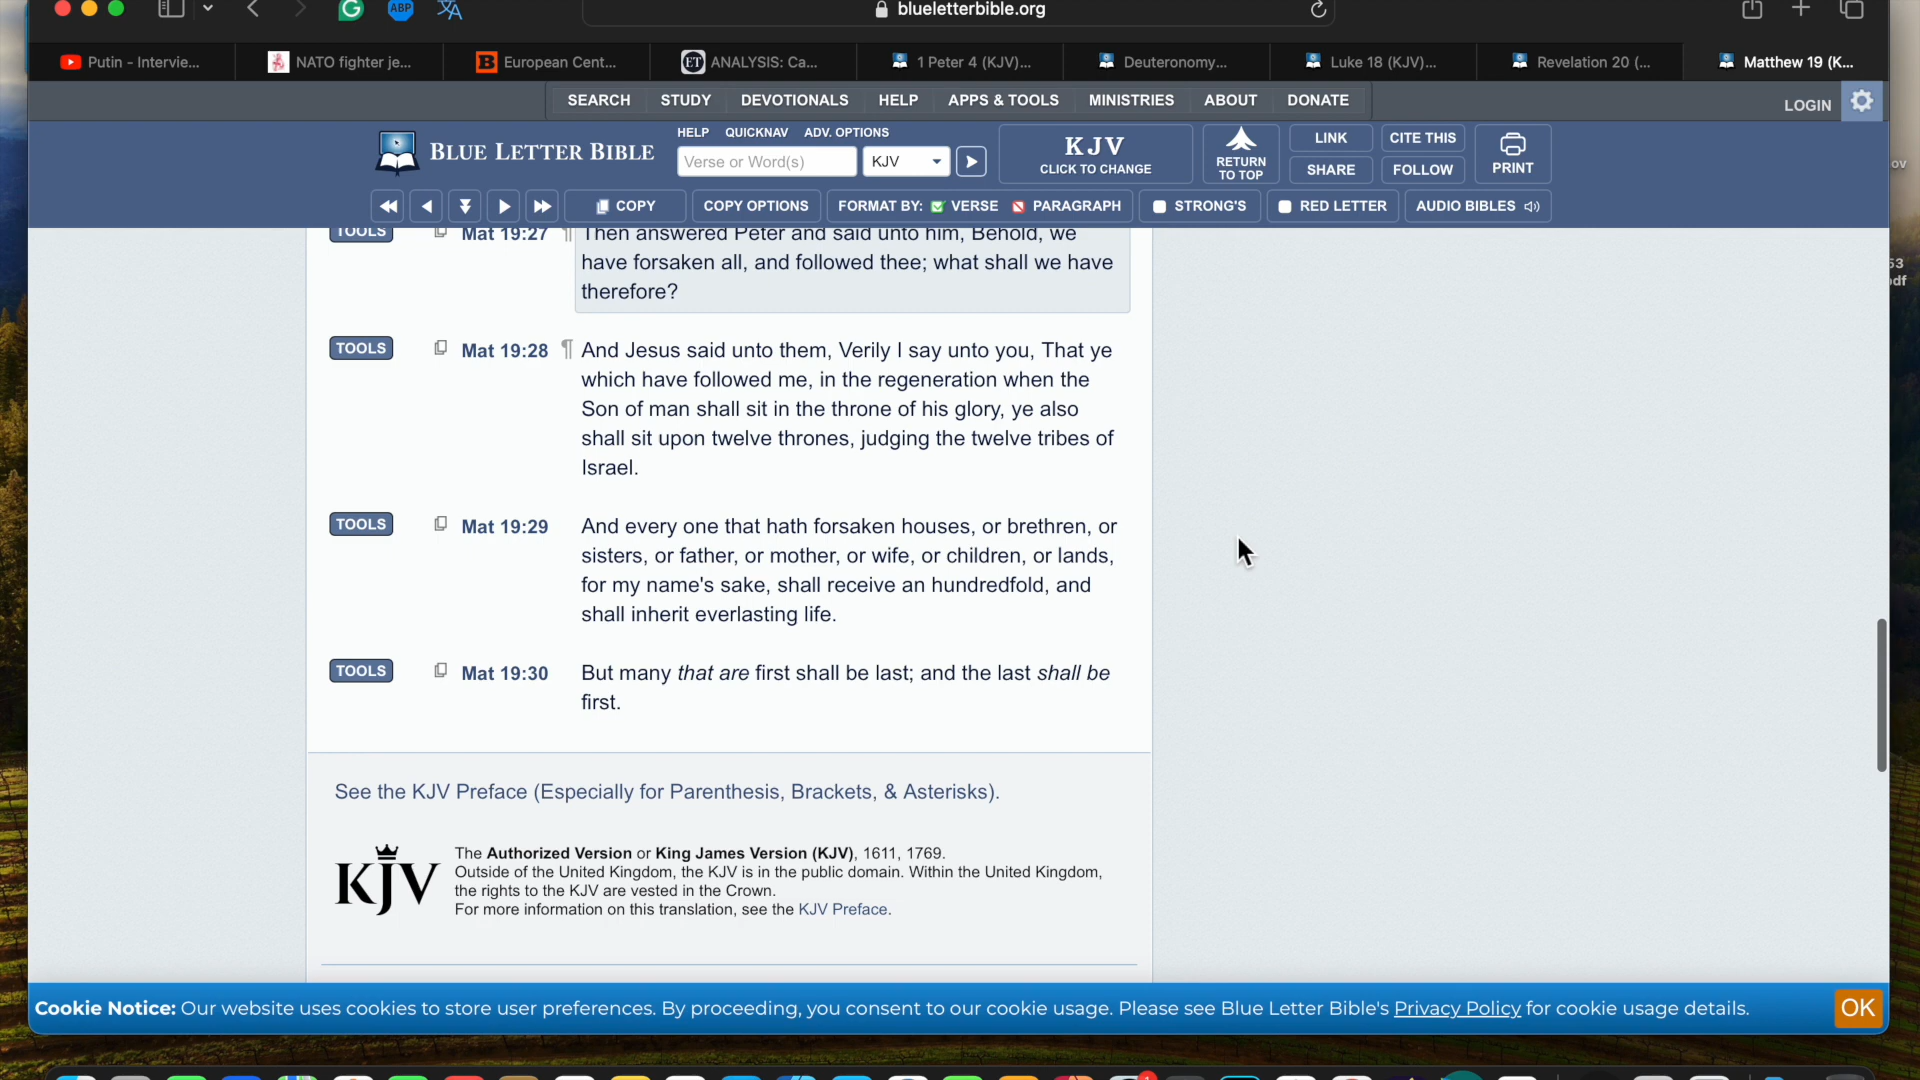 ABP
blueletterbible.org
Putin - Intervie...
NATO fighter je...
European Cent...
ANALYSIS: Ca...
1 Peter 4 (KJV)...
Deuteronomy...
Luke 18 (KJV)...
Revelation 20 (...
Matthew 19 (K...
SEARCH STUDY DEVOTIONALS HELP APPS & TOOLS MINISTRIES ABOUT DONATE
LOGIN
BLUE LETTER BIBLE
HELP QUICKNAV ADV. OPTIONS
Verse or Word(s)
KJV
KJV
CLICK TO CHANGE
RETURN
TO TOP
LINK
CITE THIS
SHARE
FOLLOW
PRINT
COPY
COPY OPTIONS
FORMAT BY: VERSE PARAGRAPH
STRONG'S
RED LETTER
AUDIO BIBLES
TOOLS Mat 19:27 ¶ Then answered Peter and said unto him, Behold, we
have forsaken all, and followed thee; what shall we have
therefore?
TOOLS Mat 19:28 ¶ And Jesus said unto them, Verily I say unto you, That ye
which have followed me, in the regeneration when the
Son of man shall sit in the throne of his glory, ye also
shall sit upon twelve thrones, judging the twelve tribes of
Israel.
TOOLS Mat 19:29 And every one that hath forsaken houses, or brethren, or
sisters, or father, or mother, or wife, or children, or lands,
for my name's sake, shall receive an hundredfold, and
shall inherit everlasting life.
TOOLS Mat 19:30 But many that are first shall be last; and the last shall be
first.
See the KJV Preface (Especially for Parenthesis, Brackets, & Asterisks).
KJV
The Authorized Version or King James Version (KJV), 1611, 1769.
Outside of the United Kingdom, the KJV is in the public domain. Within the United Kingdom,
the rights to the KJV are vested in the Crown.
For more information on this translation, see the KJV Preface.
Cookie Notice: Our website uses cookies to store user preferences. By proceeding, you consent to our cookie usage. Please see Blue Letter Bible's Privacy Policy for cookie usage details.
OK